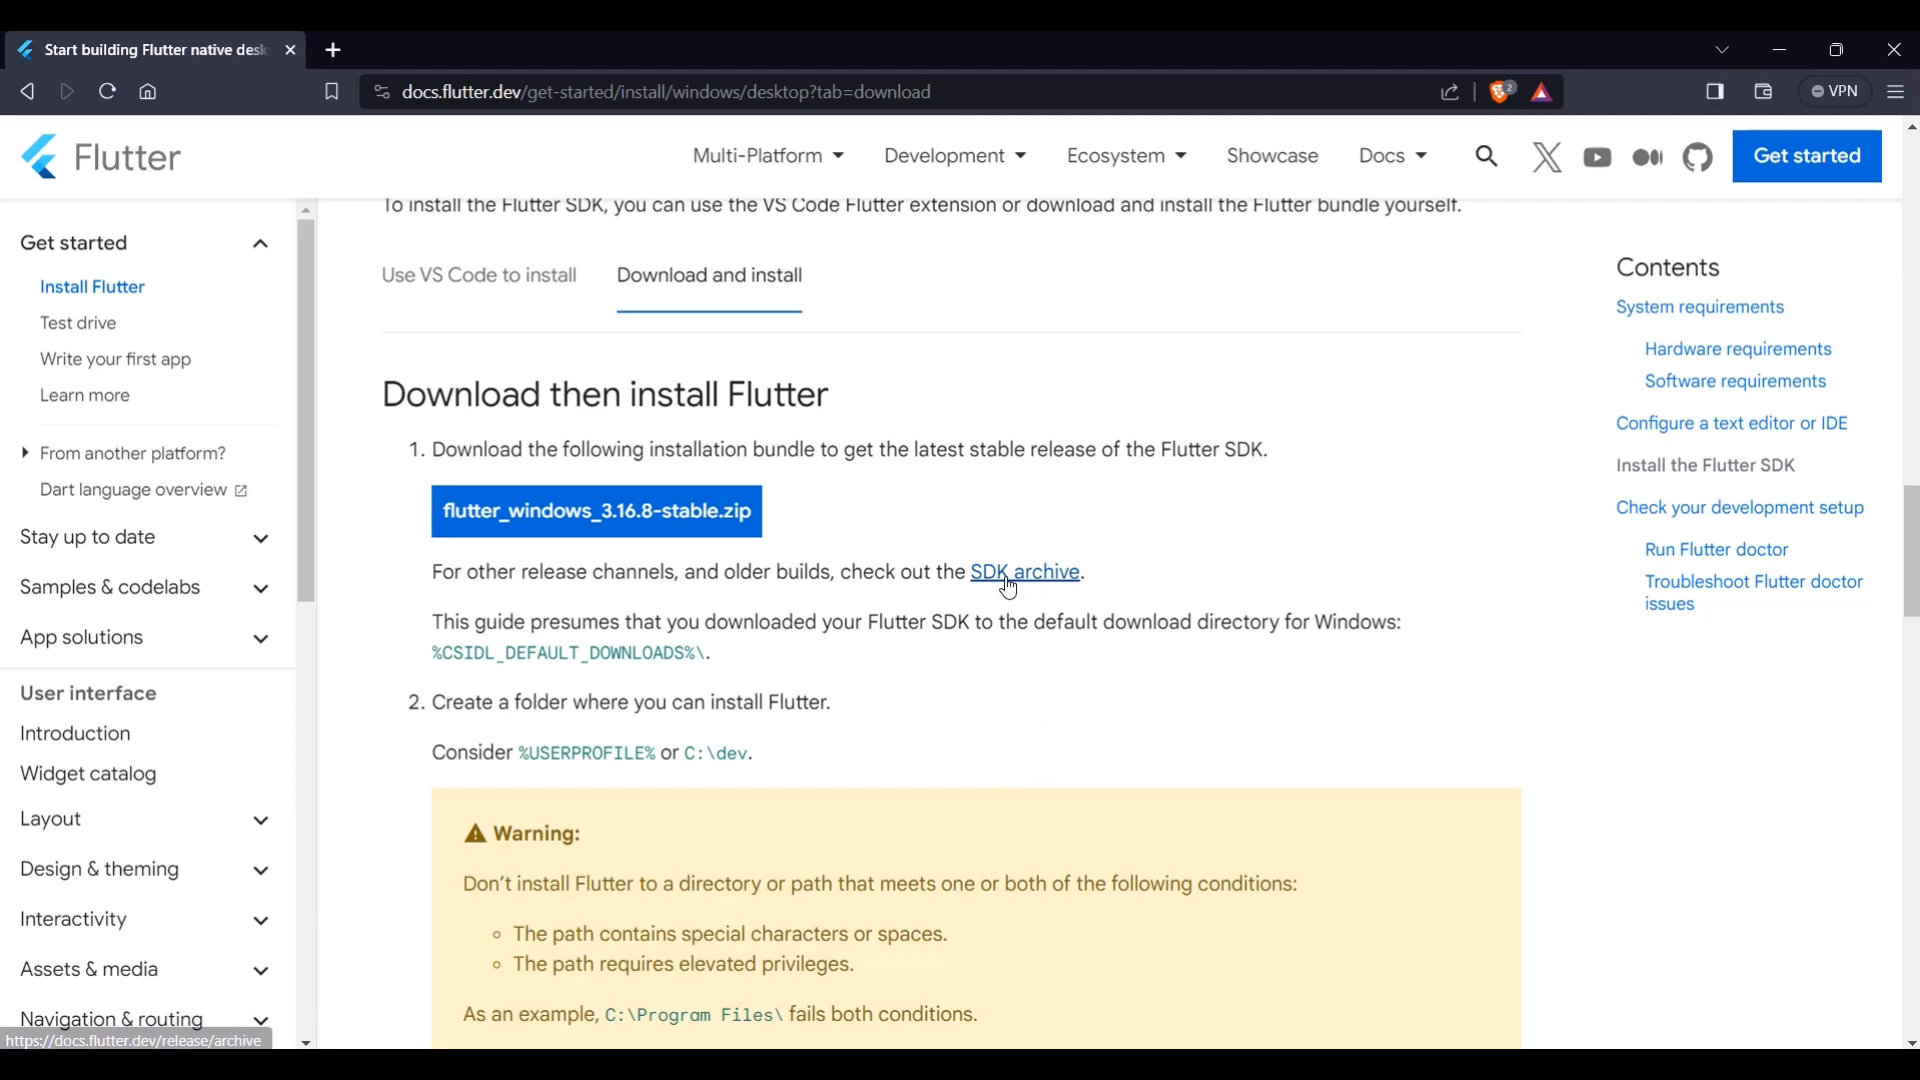 Start building Flutter native desk
docs.flutter.dev/get-started/install/windows/desktop?tab=download
2
VPN
Flutter
Multi-Platform
Development
Ecosystem
Showcase
Docs
Get started
Get started
Install Flutter
Test drive
Write your first app
Learn more
From another platform?
Dart language overview
Stay up to date
Samples & codelabs
App solutions
User interface
Introduction
Widget catalog
Layout
Design & theming
Interactivity
Assets & media
Navigation & routing
https://docs.flutter.dev/release/archive
To install the Flutter SDK, you can use the VS Code Flutter extension or download and install the Flutter bundle yourself.
Use VS Code to install
Download and install
Download then install Flutter
1. Download the following installation bundle to get the latest stable release of the Flutter SDK.
flutter_windows_3.16.8-stable.zip
For other release channels, and older builds, check out the SDK archive.
This guide presumes that you downloaded your Flutter SDK to the default download directory for Windows:
%CSIDL_DEFAULT_DOWNLOADS%\.
2. Create a folder where you can install Flutter.
Consider %USERPROFILE% or C:\dev.
Warning:
Don't install Flutter to a directory or path that meets one or both of the following conditions:
The path contains special characters or spaces.
The path requires elevated privileges.
As an example, C:\Program Files\ fails both conditions.
Contents
System requirements
Hardware requirements
Software requirements
Configure a text editor or IDE
Install the Flutter SDK
Check your development setup
Run Flutter doctor
Troubleshoot Flutter doctor
issues